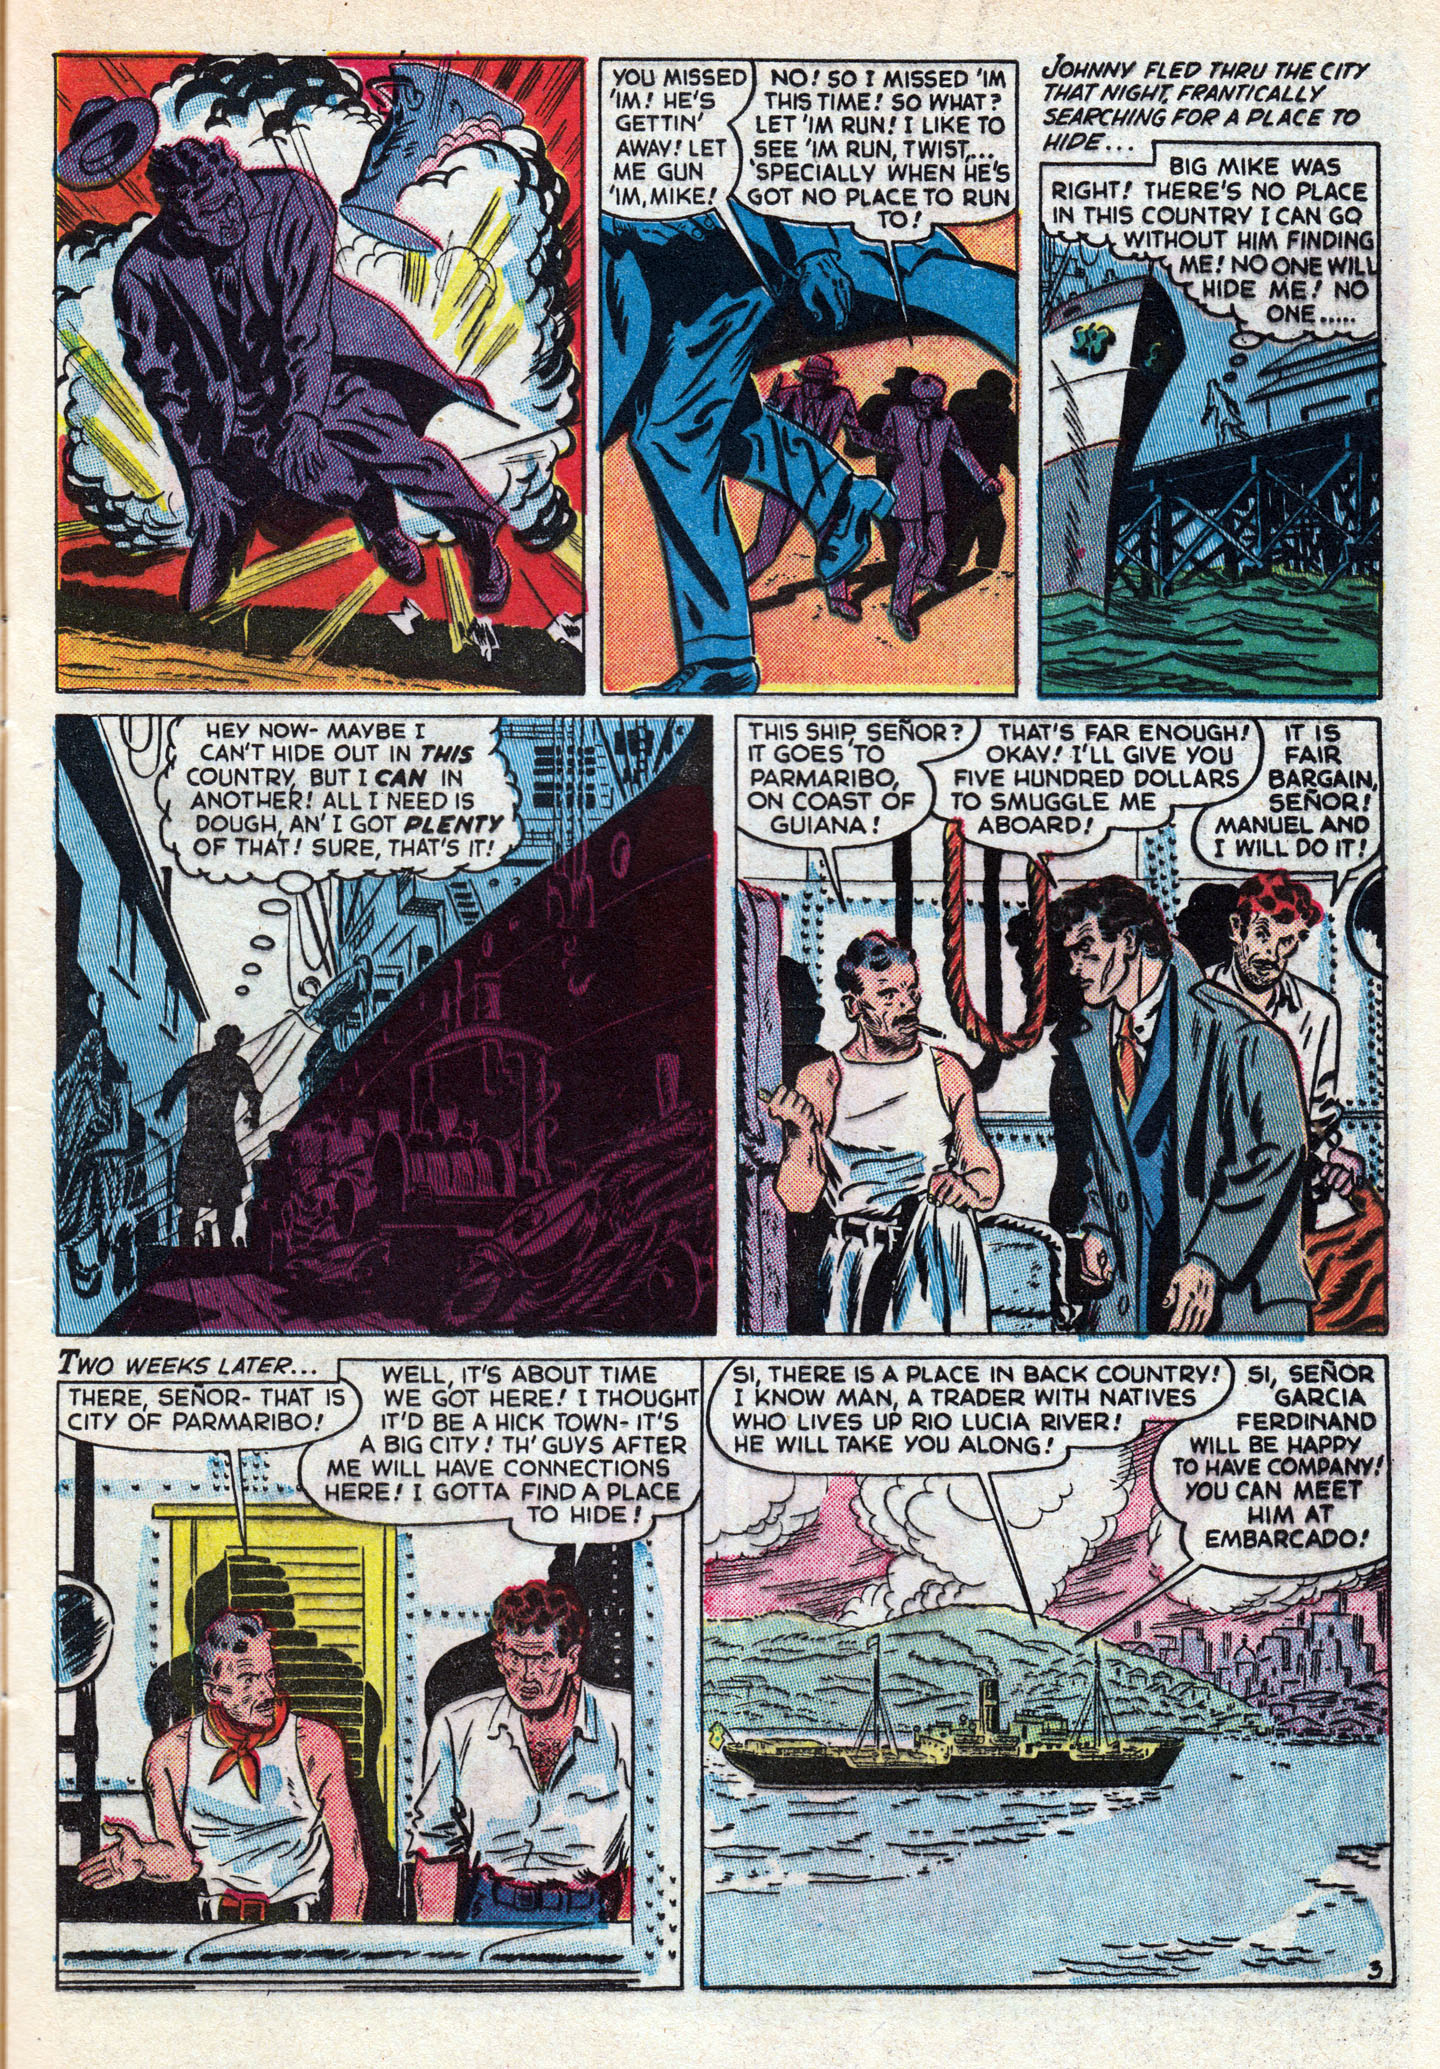 YOU MISSED
'IM! HE'S
GETTIN'
AWAY! LET
ME GUN
'IM, MIKE!
NO! SO I MISSED 'IM
THIS TIME! SO WHAT?
LET 'IM RUN! I LIKE TO
SEE 'IM RUN, TWIST,...
'SPECIALLY WHEN HE'S
GOT NO PLACE TO RUN
TO!
JOHNNY FLED THRU THE CITY
THAT NIGHT, FRANTICALLY
SEARCHING FOR A PLACE TO
HIDE...
BIG MIKE WAS
RIGHT! THERE'S NO PLACE
IN THIS COUNTRY I CAN GO
WITHOUT HIM FINDING
ME! NO ONE WILL
HIDE ME! NO
ONE.....
HEY NOW- MAYBE I
CAN'T HIDE OUT IN THIS
COUNTRY, BUT I CAN IN
ANOTHER! ALL I NEED IS
DOUGH, AN' I GOT PLENTY
OF THAT! SURE, THAT'S IT!
THIS SHIP, SEÑOR?
IT GOES TO
PARMARIBO,
ON COAST OF
GUIANA!
THAT'S FAR ENOUGH!
OKAY! I'LL GIVE YOU
FIVE HUNDRED DOLLARS
TO SMUGGLE ME
ABOARD!
IT IS
FAIR
BARGAIN,
SEÑOR!
MANUEL AND
I WILL DO IT!
TWO WEEKS LATER...
THERE, SEÑOR- THAT IS
CITY OF PARMARIBO!
WELL, IT'S ABOUT TIME
WE GOT HERE! I THOUGHT
IT'D BE A HICK TOWN- IT'S
A BIG CITY! TH' GUYS AFTER
ME WILL HAVE CONNECTIONS
HERE! I GOTTA FIND A PLACE
TO HIDE!
SI, THERE IS A PLACE IN BACK COUNTRY!
I KNOW MAN, A TRADER WITH NATIVES
WHO LIVES UP RIO LUCIA RIVER!
HE WILL TAKE YOU ALONG!
SI, SEÑOR
GARCIA
FERDINAND
WILL BE HAPPY
TO HAVE COMPANY!
YOU CAN MEET
HIM AT
EMBARCADO!
3